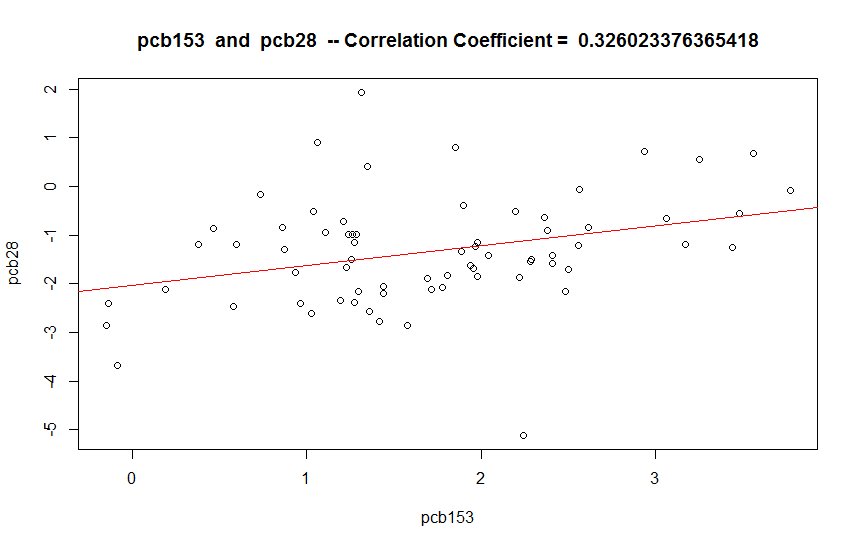 pcb153 and pcb28 -- Correlation Coefficient = 0.326023376365418
2
1
0
-1
-2
-3
-4
-5
pcb28
0 1 2 3
pcb153